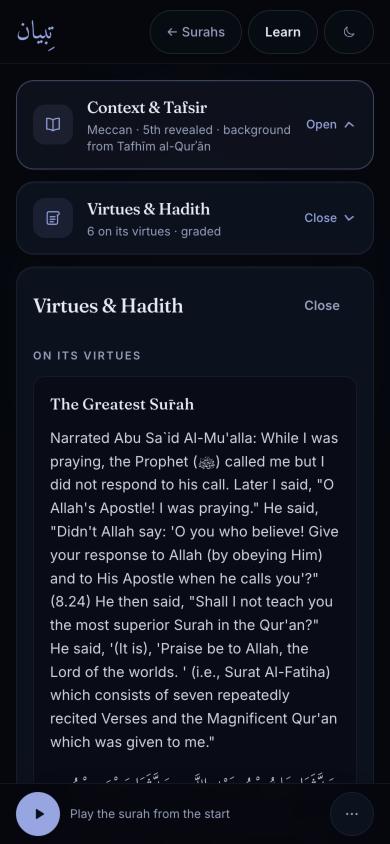 تِبيان
← Surahs
Learn
Context & Tafsir
Meccan · 5th revealed · background
from Tafhīm al-Qurʾān
Open
Virtues & Hadith
6 on its virtues · graded
Close
Virtues & Hadith
Close
ON ITS VIRTUES
The Greatest Sūrah
Narrated Abu Sa`id Al-Mu'alla: While I was
praying, the Prophet (ﷺ) called me but I
did not respond to his call. Later I said, "O
Allah's Apostle! I was praying." He said,
"Didn't Allah say: 'O you who believe! Give
your response to Allah (by obeying Him)
and to His Apostle when he calls you'?"
(8.24) He then said, "Shall I not teach you
the most superior Surah in the Qur'an?"
He said, '(It is), 'Praise be to Allah, the
Lord of the worlds. ' (i.e., Surat Al-Fatiha)
which consists of seven repeatedly
recited Verses and the Magnificent Qur'an
which was given to me."
Play the surah from the start